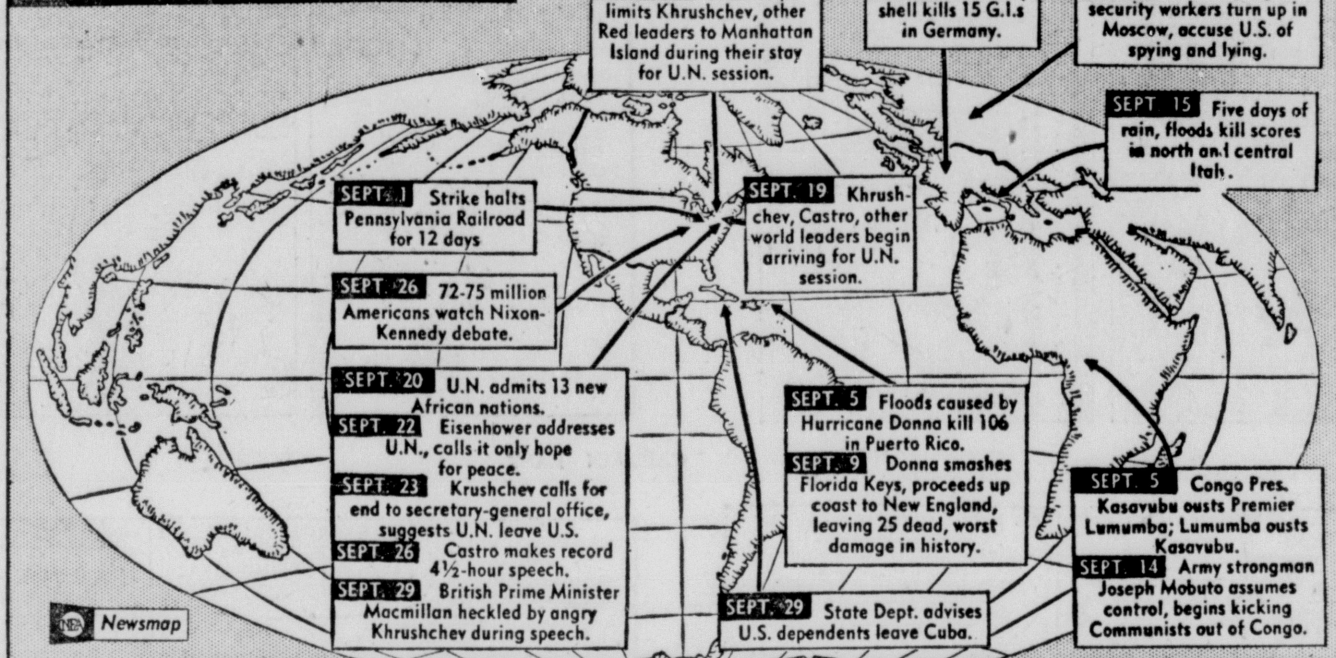 limits Khrushchev, other
Red leaders to Manhattan
Island during their stay
for U.N. session.
shell kills 15 G.I.s
in Germany.
security workers turn up in
Moscow, accuse U.S. of
spying and lying.
SEPT. 15 Five days of
rain, floods kill scores
in north and central
Italy.
SEPT. 1 Strike halts
Pennsylvania Railroad
for 12 days
SEPT. 19 Khrush-
chev, Castro, other
world leaders begin
arriving for U.N.
session.
SEPT. 26 72-75 million
Americans watch Nixon-
Kennedy debate.
SEPT. 20 U.N. admits 13 new
African nations.
SEPT. 22 Eisenhower addresses
U.N., calls it only hope
for peace.
SEPT. 23 Krushchev calls for
end to secretary-general office,
suggests U.N. leave U.S.
SEPT. 26 Castro makes record
4½-hour speech.
SEPT. 29 British Prime Minister
Macmillan heckled by angry
Khrushchev during speech.
SEPT. 5 Floods caused by
Hurricane Donna kill 106
in Puerto Rico.
SEPT. 9 Donna smashes
Florida Keys, proceeds up
coast to New England,
leaving 25 dead, worst
damage in history.
SEPT. 29 State Dept. advises
U.S. dependents leave Cuba.
SEPT. 5 Congo Pres.
Kasavubu ousts Premier
Lumumba; Lumumba ousts
Kasavubu.
SEPT. 14 Army strongman
Joseph Mobuto assumes
control, begins kicking
Communists out of Congo.
NEA Newsmap